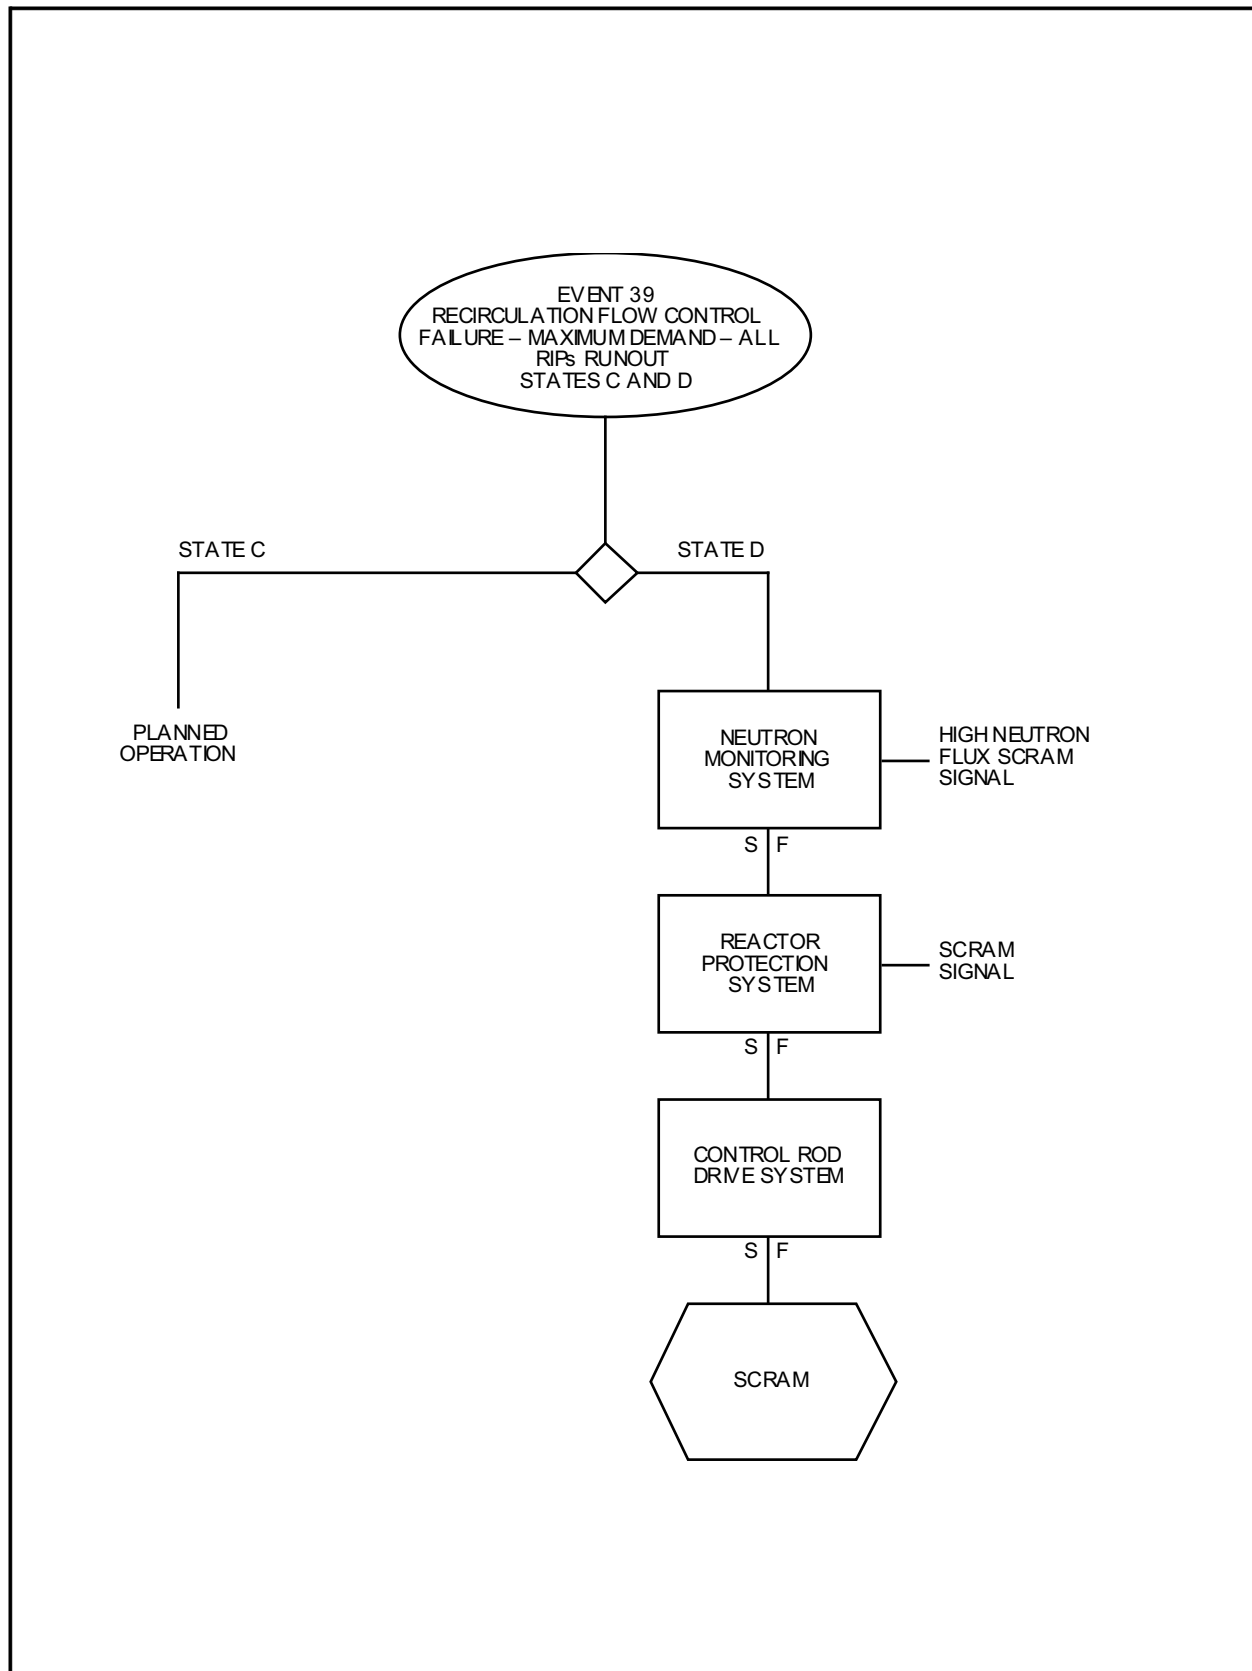 EVENT 39
RECIRCULATION FLOW CONTROL
FAILURE – MAXIMUM DEMAND – ALL
RIPs RUNOUT
STATES C AND D
STATE C
STATE D
PLANNED
OPERATION
NEUTRON
MONITORING
SYSTEM
HIGH NEUTRON
FLUX SCRAM
SIGNAL
S F
REACTOR
PROTECTION
SYSTEM
SCRAM
SIGNAL
S F
CONTROL ROD
DRIVE SYSTEM
S F
SCRAM